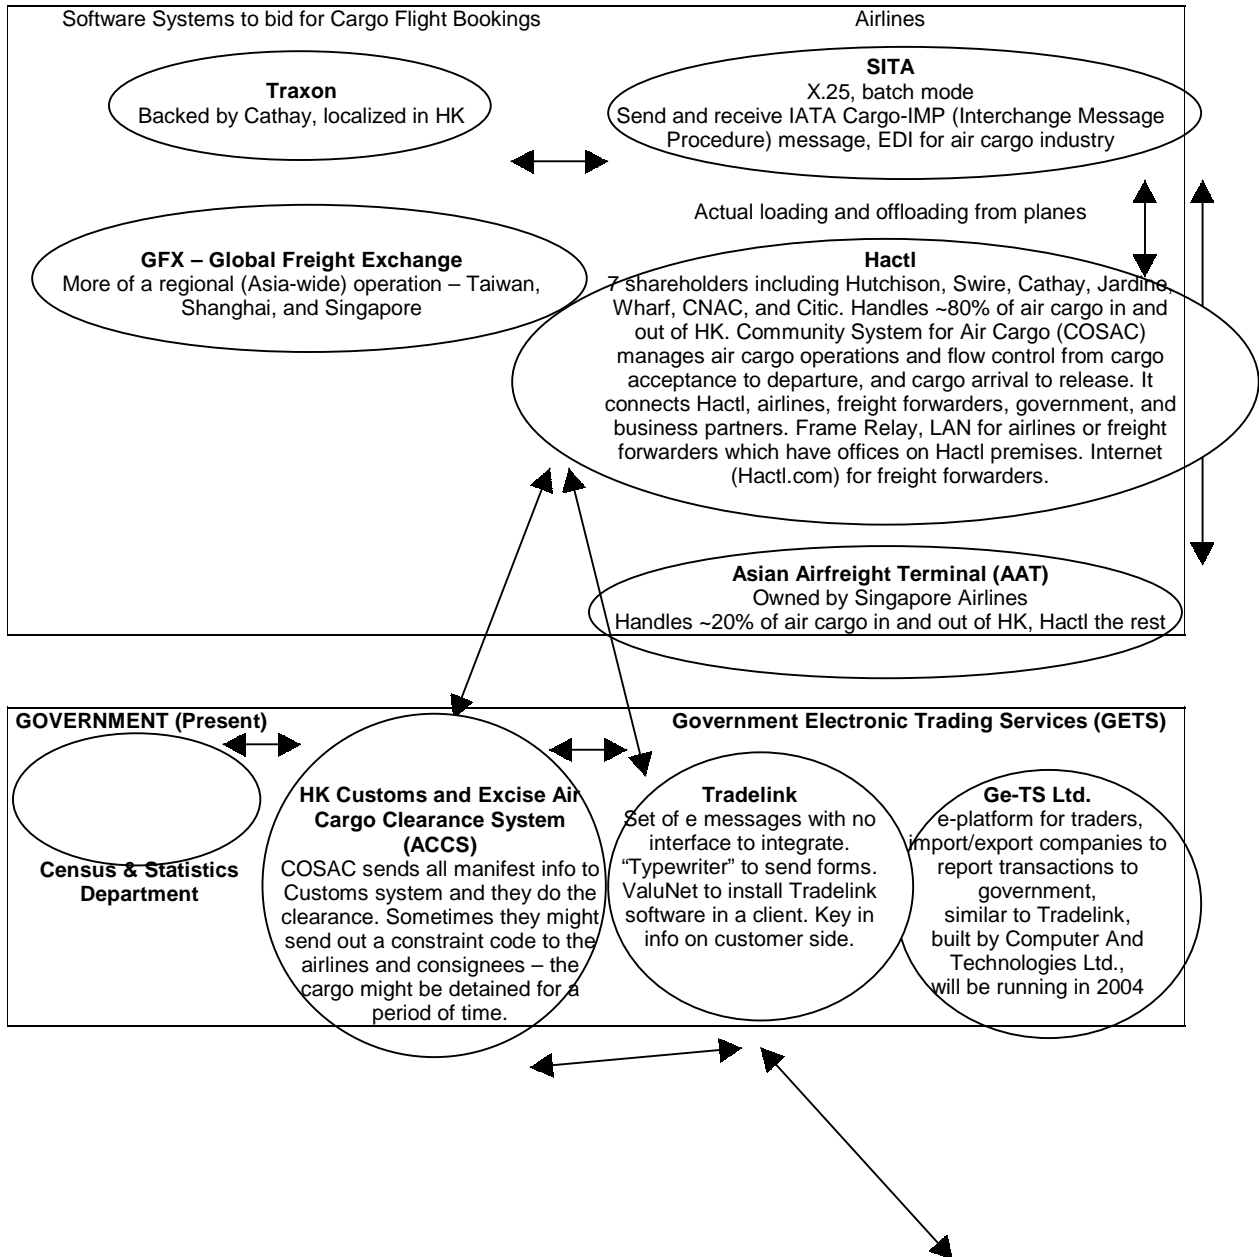 Software Systems to bid for Cargo Flight Bookings
Airlines
Traxon
Backed by Cathay, localized in HK
SITA
X.25, batch mode
Send and receive IATA Cargo-IMP (Interchange Message
Procedure) message, EDI for air cargo industry
Actual loading and offloading from planes
GFX – Global Freight Exchange
More of a regional (Asia-wide) operation – Taiwan,
Shanghai, and Singapore
Hactl
7 shareholders including Hutchison, Swire, Cathay, Jardine,
Wharf, CNAC, and Citic. Handles ~80% of air cargo in and
out of HK. Community System for Air Cargo (COSAC)
manages air cargo operations and flow control from cargo
acceptance to departure, and cargo arrival to release. It
connects Hactl, airlines, freight forwarders, government, and
business partners. Frame Relay, LAN for airlines or freight
forwarders which have offices on Hactl premises. Internet
(Hactl.com) for freight forwarders.
Asian Airfreight Terminal (AAT)
Owned by Singapore Airlines
Handles ~20% of air cargo in and out of HK, Hactl the rest
GOVERNMENT (Present)
Government Electronic Trading Services (GETS)
Census & Statistics
Department
HK Customs and Excise Air
Cargo Clearance System
(ACCS)
COSAC sends all manifest info to
Customs system and they do the
clearance. Sometimes they might
send out a constraint code to the
airlines and consignees – the
cargo might be detained for a
period of time.
Tradelink
Set of e messages with no
interface to integrate.
“Typewriter” to send forms.
ValuNet to install Tradelink
software in a client. Key in
info on customer side.
Ge-TS Ltd.
e-platform for traders,
import/export companies to
report transactions to
government,
similar to Tradelink,
built by Computer And
Technologies Ltd.,
will be running in 2004